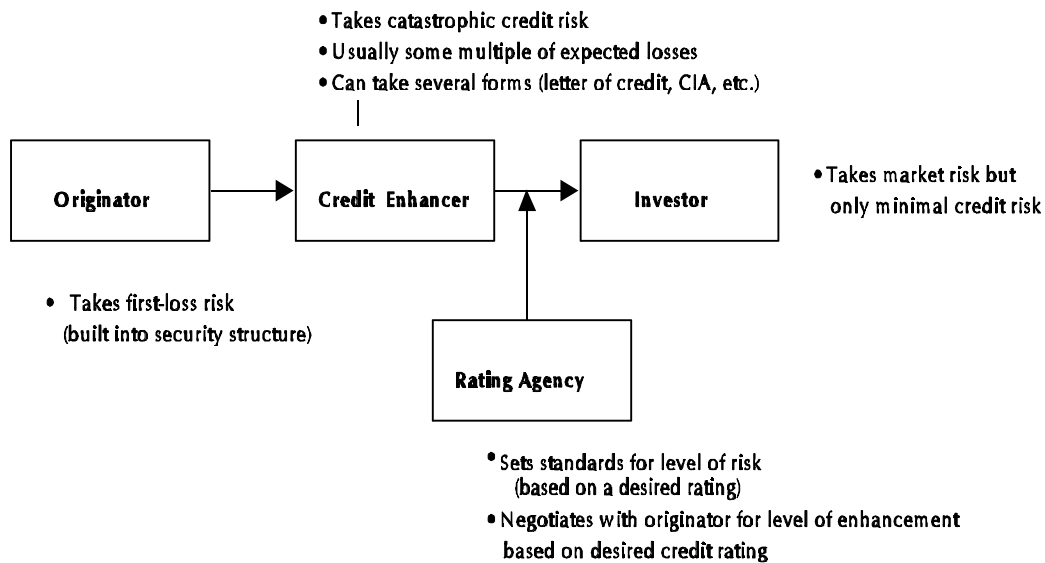 • Takes catastrophic credit risk
• Usually some multiple of expected losses
• Can take several forms (letter of credit, CIA, etc.)
Originator
Credit Enhancer
Investor
• Takes market risk but
only minimal credit risk
• Takes first-loss risk
(built into security structure)
Rating Agency
• Sets standards for level of risk
(based on a desired rating)
• Negotiates with originator for level of enhancement
based on desired credit rating